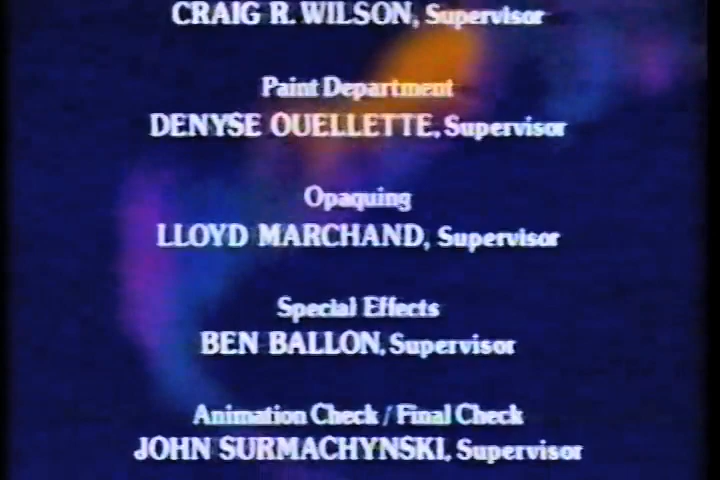 CRAIG R. WILSON, Supervisor
Paint Department
DENYSE OUELLETTE, Supervisor
Opaquing
LLOYD MARCHAND, Supervisor
Special Effects
BEN BALLON, Supervisor
Animation Check / Final Check
JOHN SURMACHYNSKI, Supervisor